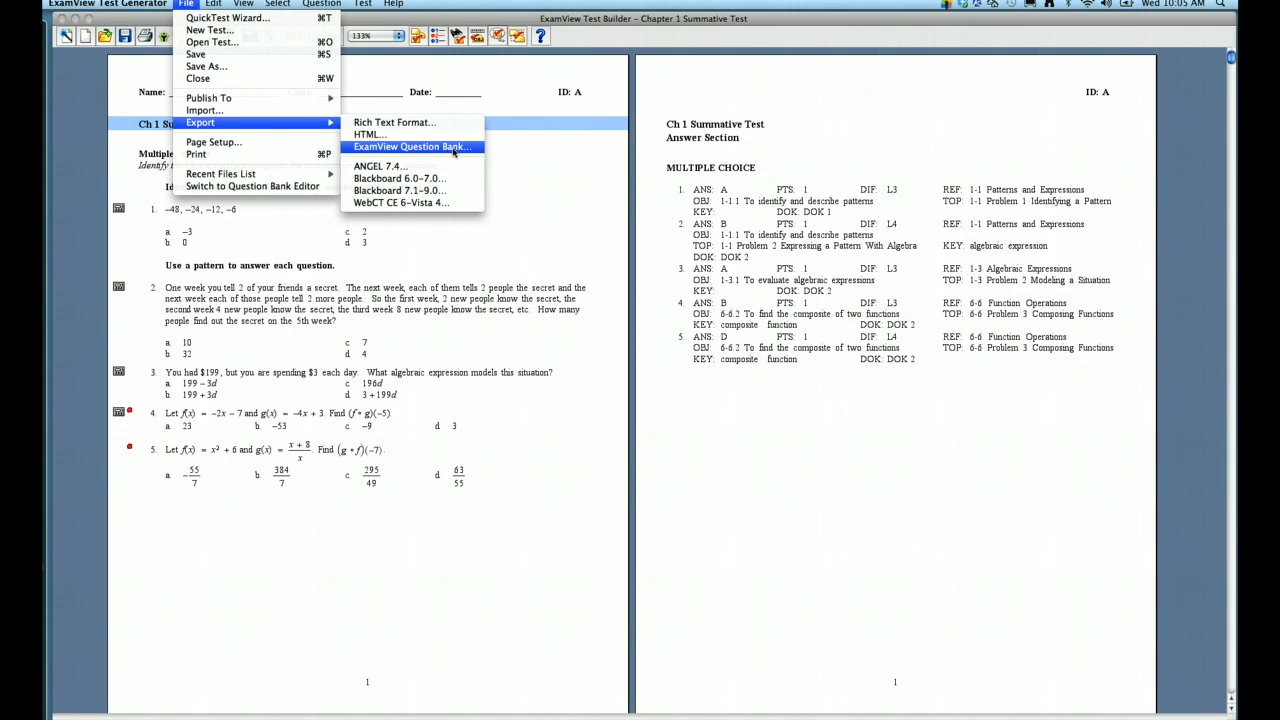 ExamView Test Generator File Edit View Select Question Test Help Wed 10:05 AM
ExamView Test Builder – Chapter 1 Summative Test
133%
QuickTest Wizard... ⌘T
New Test...
Open Test... ⌘O
Save ⌘S
Save As...
Close ⌘W
Publish To
Import...
Export
Page Setup...
Print ⌘P
Recent Files List
Switch to Question Bank Editor
Rich Text Format...
HTML...
ExamView Question Bank...
ANGEL 7.4...
Blackboard 6.0-7.0...
Blackboard 7.1-9.0...
WebCT CE 6-Vista 4...
Name: Date: ID: A
Ch 1 Su
Multiple
Identify
Id
1. –48, –24, –12, –6
a. –3 c. 2
b. 0 d. 3
Use a pattern to answer each question.
2. One week you tell 2 of your friends a secret. The next week, each of them tells 2 people the secret and the
next week each of those people tell 2 more people. So the first week, 2 new people know the secret, the
second week 4 new people know the secret, the third week 8 new people know the secret, etc. How many
people find out the secret on the 5th week?
a. 10 c. 7
b. 32 d. 4
3. You had $199, but you are spending $3 each day. What algebraic expression models this situation?
a. 199 – 3d c. 196d
b. 199 + 3d d. 3 + 199d
4. Let f(x) = –2x – 7 and g(x) = –4x + 3. Find (f ∘ g)(–5).
a. 23 b. –53 c. –9 d. 3
5. Let f(x) = x² + 6 and g(x) = (x + 8)/x. Find (g ∘ f)(–7).
a. –55/7 b. 384/7 c. 295/49 d. 63/55
1
ID: A
Ch 1 Summative Test
Answer Section
MULTIPLE CHOICE
1. ANS: A PTS: 1 DIF: L3 REF: 1-1 Patterns and Expressions
OBJ: 1-1.1 To identify and describe patterns TOP: 1-1 Problem 1 Identifying a Pattern
KEY: DOK: DOK 1
2. ANS: B PTS: 1 DIF: L4 REF: 1-1 Patterns and Expressions
OBJ: 1-1.1 To identify and describe patterns
TOP: 1-1 Problem 2 Expressing a Pattern With Algebra KEY: algebraic expression
DOK: DOK 2
3. ANS: A PTS: 1 DIF: L3 REF: 1-3 Algebraic Expressions
OBJ: 1-3.1 To evaluate algebraic expressions TOP: 1-3 Problem 2 Modeling a Situation
KEY: DOK: DOK 2
4. ANS: B PTS: 1 DIF: L3 REF: 6-6 Function Operations
OBJ: 6-6.2 To find the composite of two functions TOP: 6-6 Problem 3 Composing Functions
KEY: composite function DOK: DOK 2
5. ANS: D PTS: 1 DIF: L4 REF: 6-6 Function Operations
OBJ: 6-6.2 To find the composite of two functions TOP: 6-6 Problem 3 Composing Functions
KEY: composite function DOK: DOK 2
1